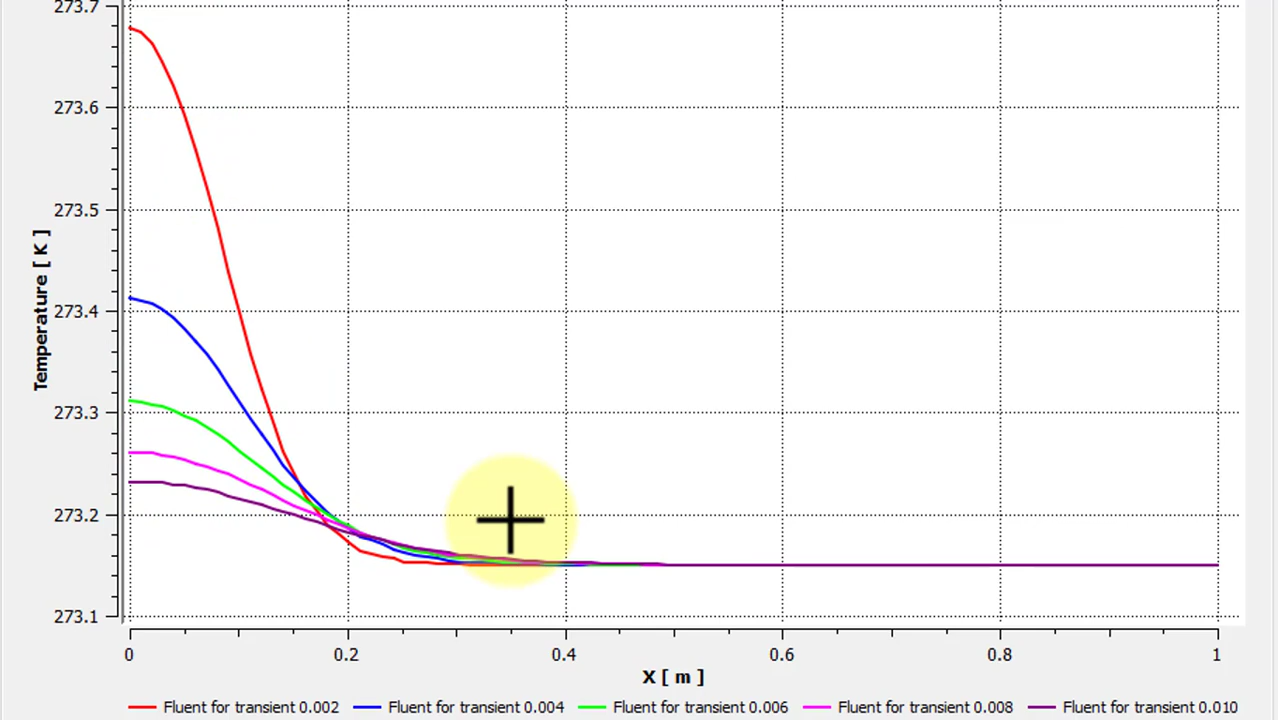 273.7
273.6
273.5
273.4
273.3
273.2
273.1
Temperature [ K ]
0 0.2 0.4 0.6 0.8 1
X [ m ]
Fluent for transient 0.002 Fluent for transient 0.004 Fluent for transient 0.006 Fluent for transient 0.008 Fluent for transient 0.010